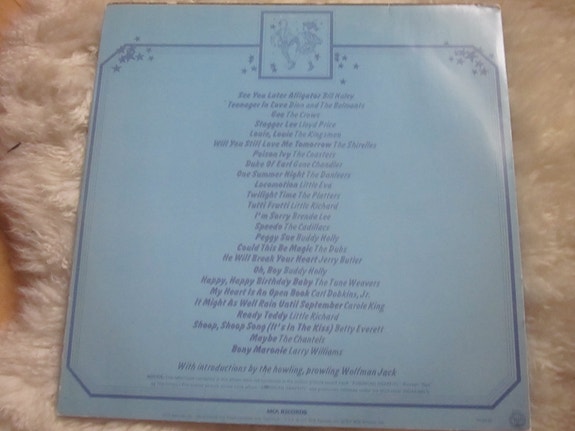 See You Later Alligator Bill Haley
Teenager In Love Dion and The Belmonts
Gee The Crows
Stagger Lee Lloyd Price
Louie, Louie The Kingsmen
Will You Still Love Me Tomorrow The Shirelles
Poison Ivy The Coasters
Duke Of Earl Gene Chandler
One Summer Night The Danleers
Locomotion Little Eva
Twilight Time The Platters
Tutti Frutti Little Richard
I'm Sorry Brenda Lee
Speedo The Cadillacs
Peggy Sue Buddy Holly
Could This Be Magic The Dubs
He Will Break Your Heart Jerry Butler
Oh, Boy Buddy Holly
Happy, Happy Birthday Baby The Tune Weavers
My Heart Is An Open Book Carl Dobkins, Jr.
It Might As Well Rain Until September Carole King
Ready Teddy Little Richard
Shoop, Shoop Song (It's In The Kiss) Betty Everett
Maybe The Chantels
Bony Maronie Larry Williams
With introductions by the howling, prowling Wolfman Jack
MCA RECORDS